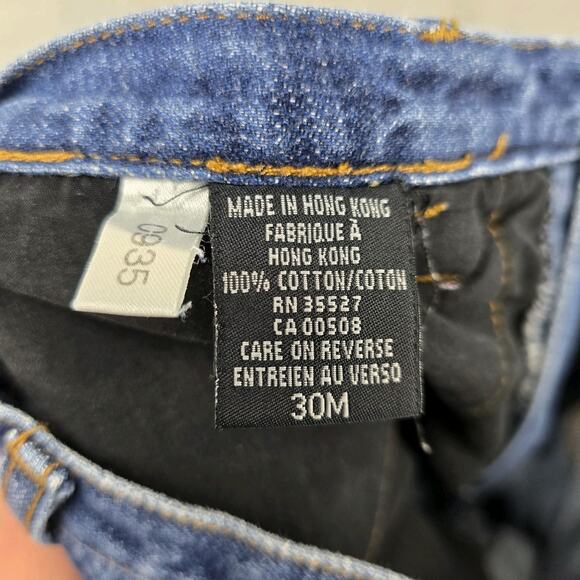 MADE IN HONG KONG
FABRIQUE À
HONG KONG
100% COTTON/COTON
RN 35527
CA 00508
CARE ON REVERSE
ENTREIEN AU VERSO
30M
0935